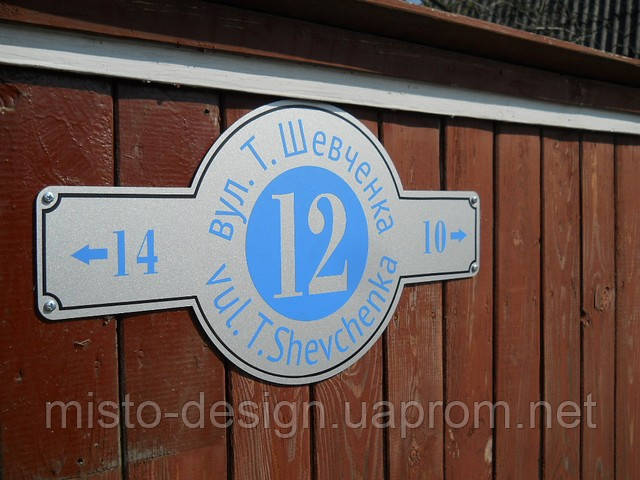 вул. Т. Шевченка
←14
12
10→
vul. T.Shevchenka
misto-design.uaprom.net